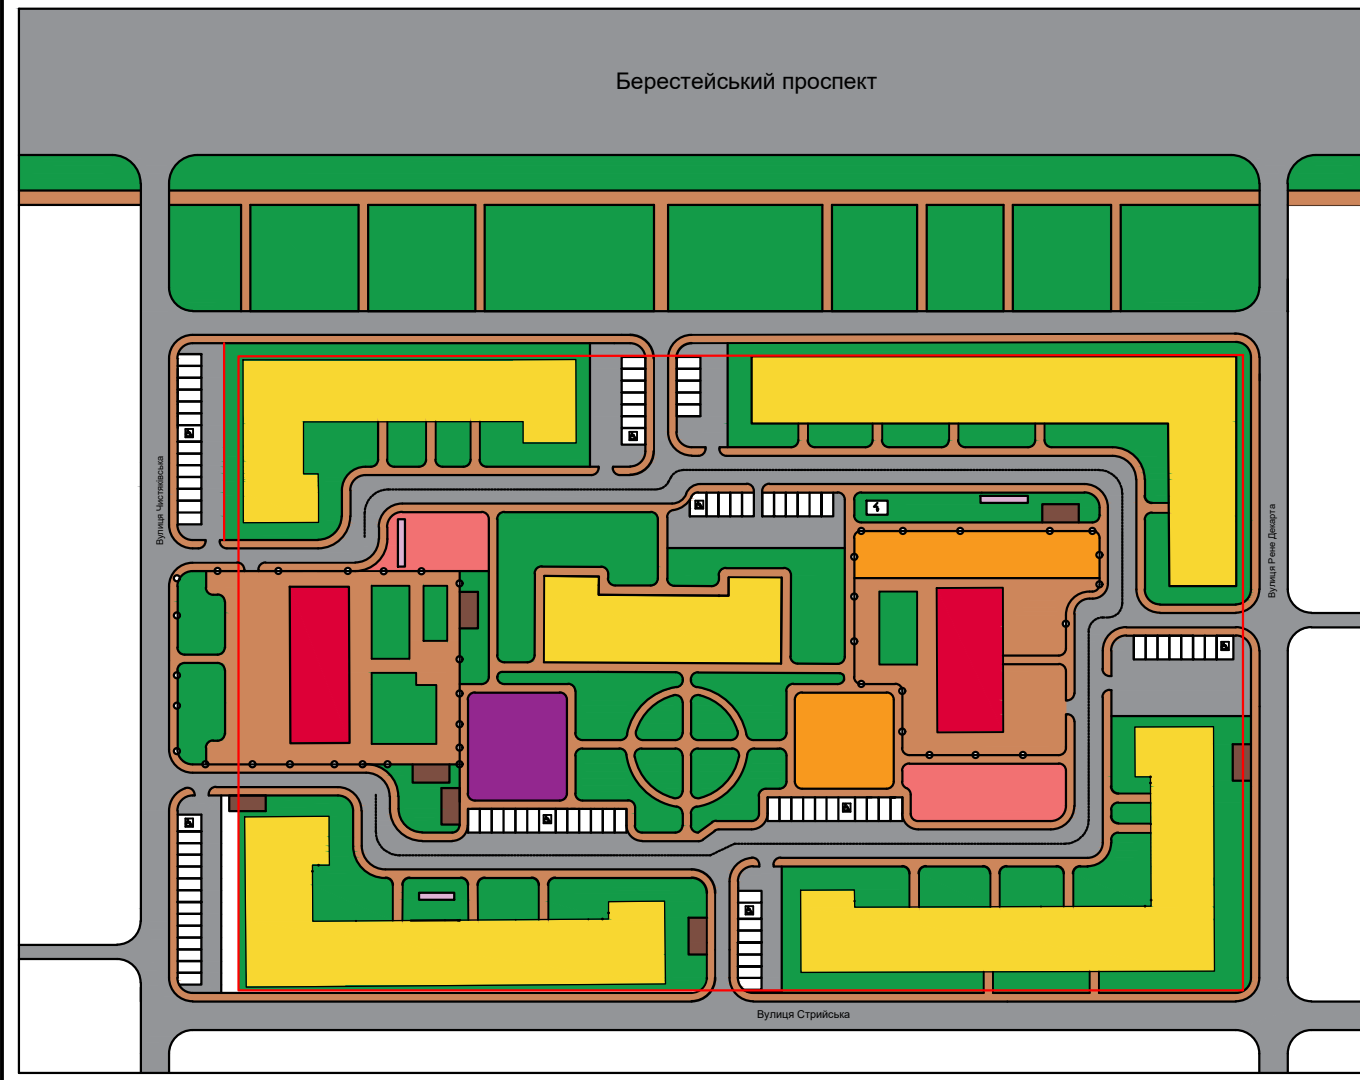 Берестейський проспект
Вулиця Чистяківська
Вулиця Рене Декарта
Вулиця Стрийська